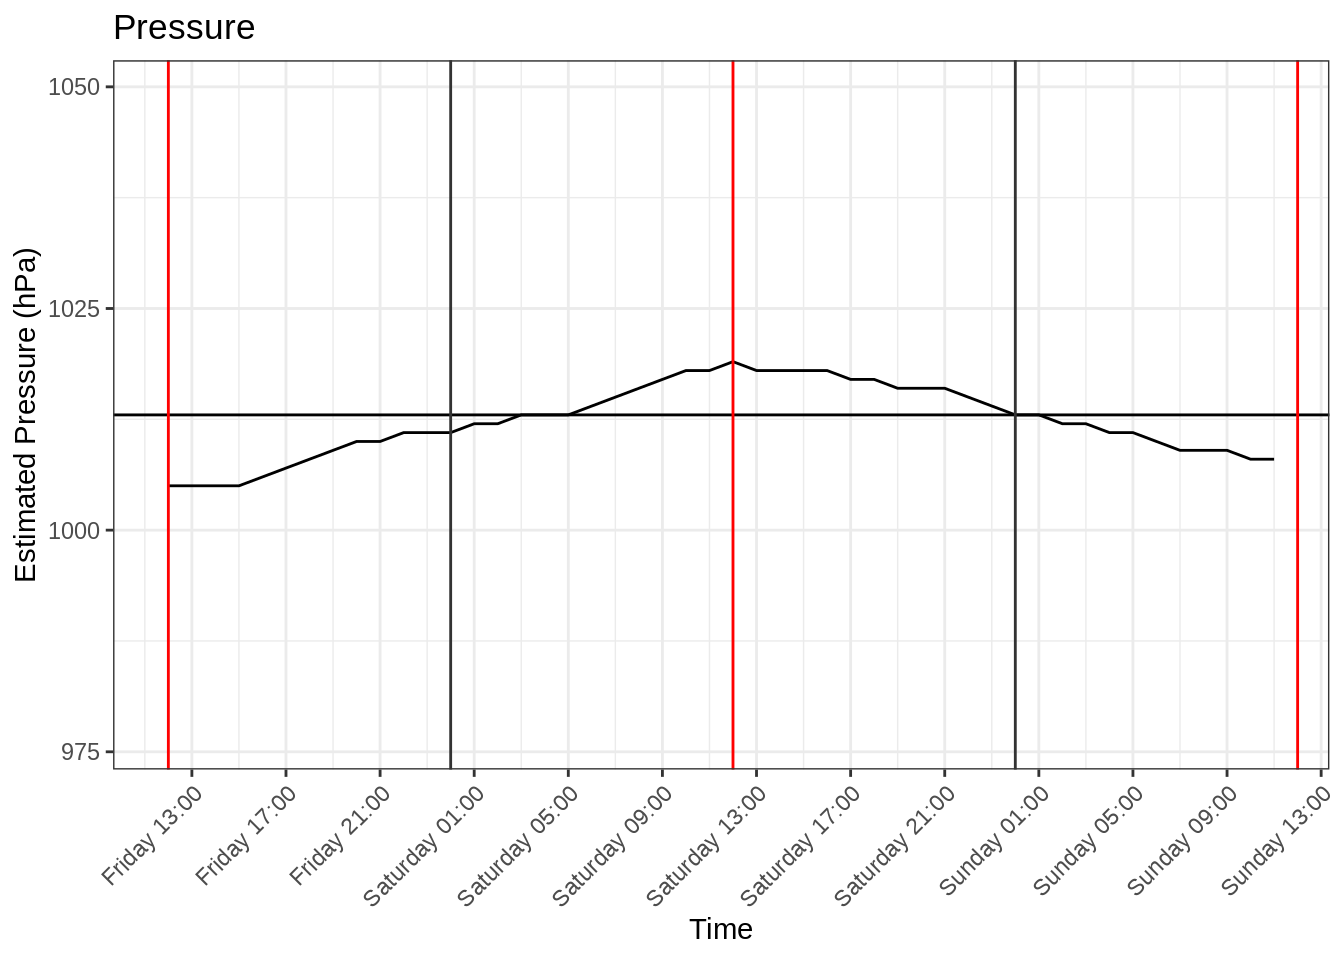 Pressure
Estimated Pressure (hPa)
1050
1025
1000
975
Friday 13:00
Friday 17:00
Friday 21:00
Saturday 01:00
Saturday 05:00
Saturday 09:00
Saturday 13:00
Saturday 17:00
Saturday 21:00
Sunday 01:00
Sunday 05:00
Sunday 09:00
Sunday 13:00
Time